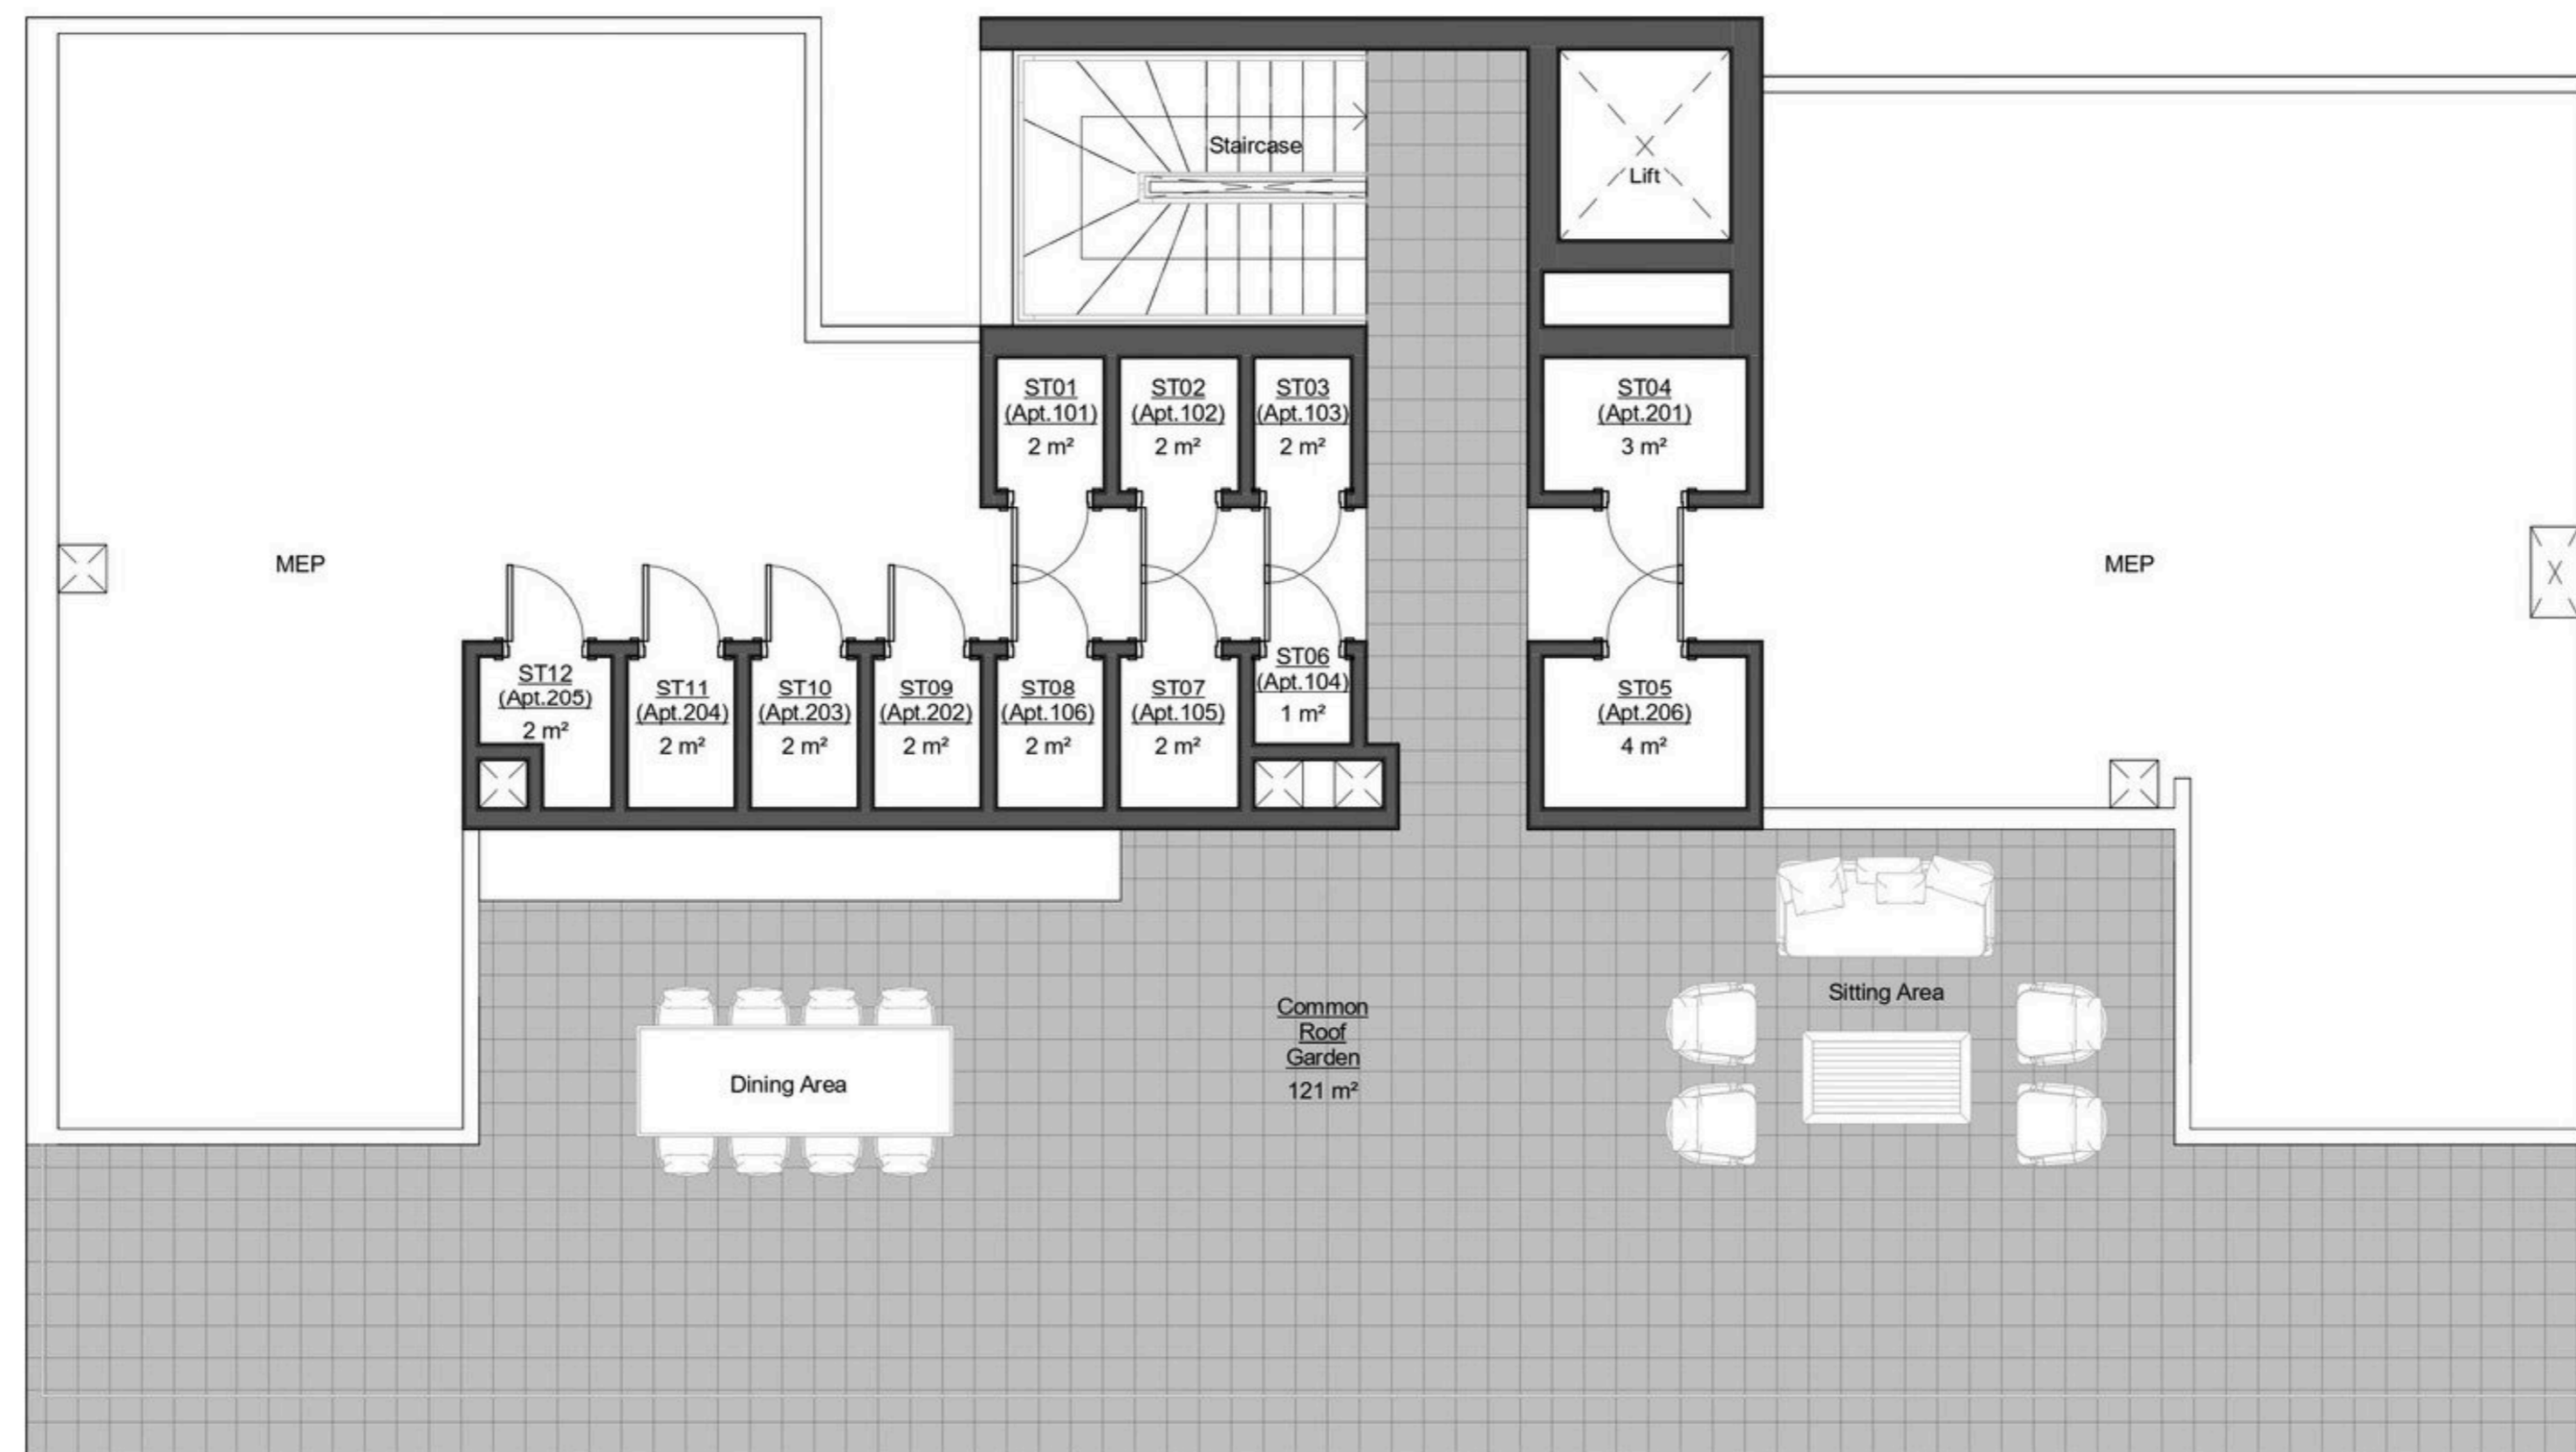 Staircase
Lift
ST01
(Apt.101)
2 m²
ST02
(Apt.102)
2 m²
ST03
(Apt.103)
2 m²
ST04
(Apt.201)
3 m²
MEP
MEP
ST12
(Apt.205)
2 m²
ST11
(Apt.204)
2 m²
ST10
(Apt.203)
2 m²
ST09
(Apt.202)
2 m²
ST08
(Apt.106)
2 m²
ST07
(Apt.105)
2 m²
ST06
(Apt.104)
1 m²
ST05
(Apt.206)
4 m²
Dining Area
Common
Roof
Garden
121 m²
Sitting Area